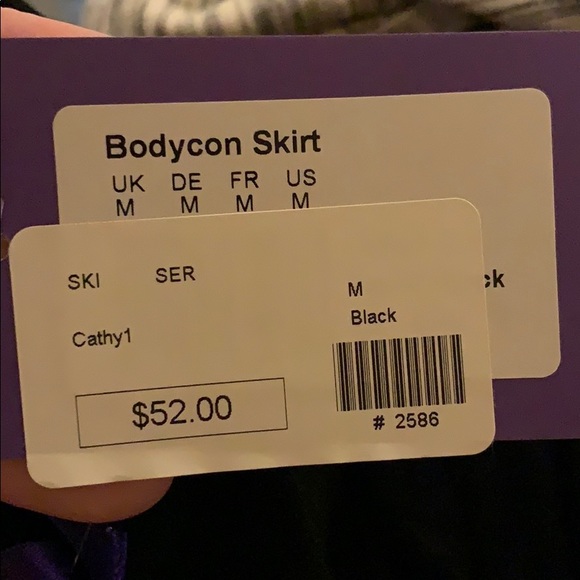 Bodycon Skirt
UK DE FR US
M M M M
ck
SKI SER
M
Black
Cathy1
$52.00
# 2586